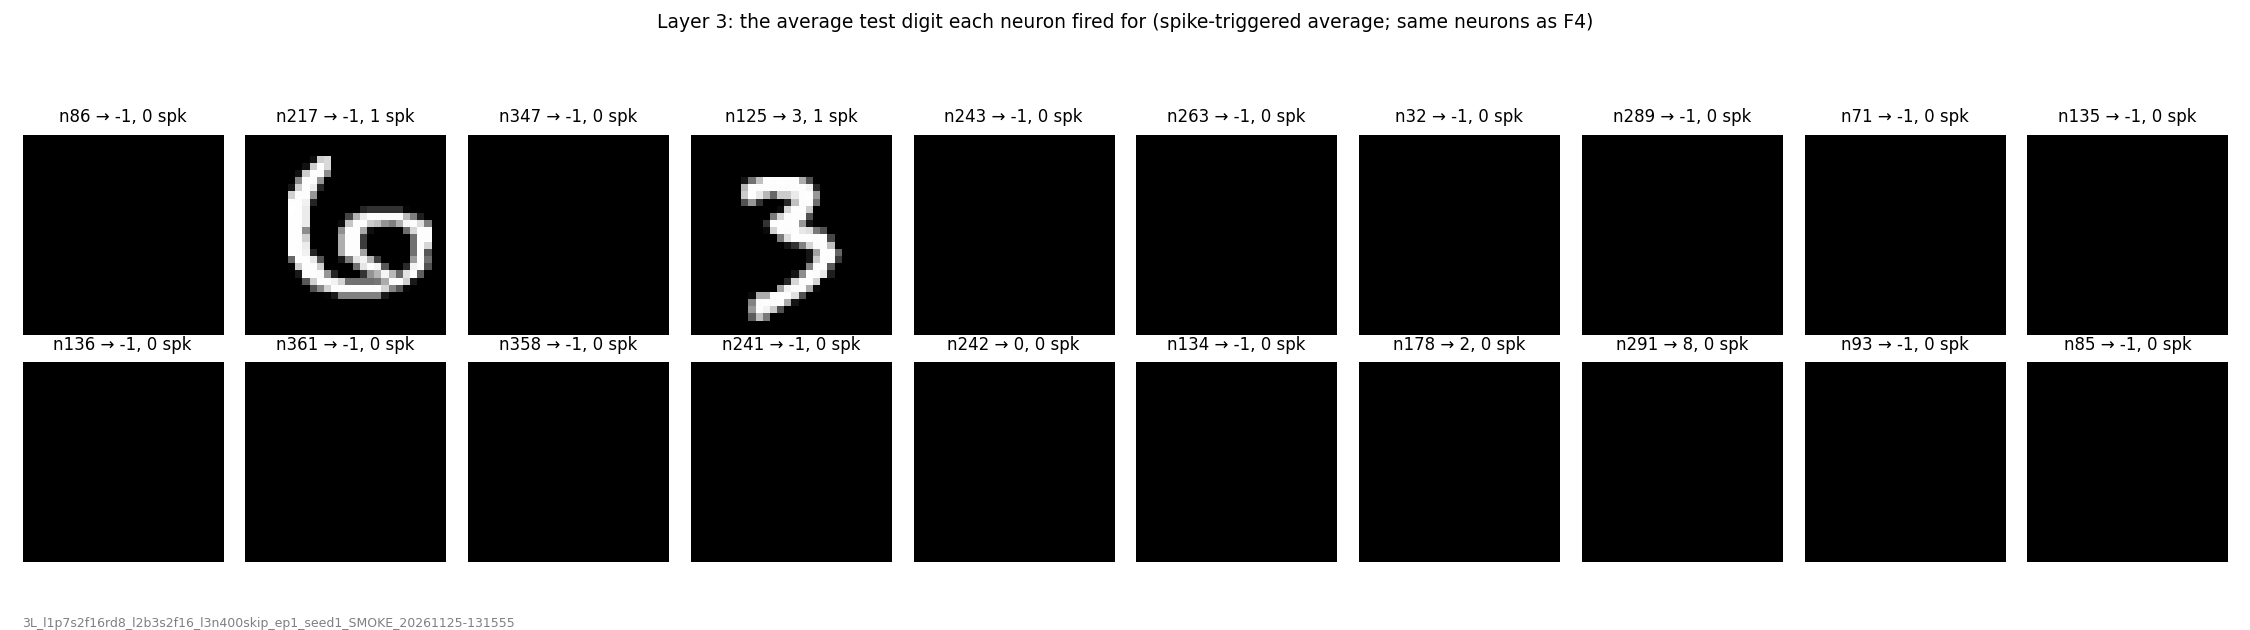 Layer 3: the average test digit each neuron fired for (spike-triggered average; same neurons as F4)
n86 → -1, 0 spk
n217 → -1, 1 spk
n347 → -1, 0 spk
n125 → 3, 1 spk
n243 → -1, 0 spk
n263 → -1, 0 spk
n32 → -1, 0 spk
n289 → -1, 0 spk
n71 → -1, 0 spk
n135 → -1, 0 spk
6
3
n136 → -1, 0 spk
n361 → -1, 0 spk
n358 → -1, 0 spk
n241 → -1, 0 spk
n242 → 0, 0 spk
n134 → -1, 0 spk
n178 → 2, 0 spk
n291 → 8, 0 spk
n93 → -1, 0 spk
n85 → -1, 0 spk
3L_l1p7s2f16rd8_l2b3s2f16_l3n400skip_ep1_seed1_SMOKE_20261125-131555